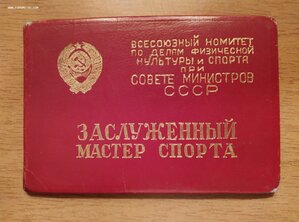 ВСЕСОЮЗНЫЙ КОМИТЕТ
ПО ДЕЛАМ ФИЗИЧЕСКОЙ
КУЛЬТУРЫ И СПОРТА
ПРИ
СОВЕТЕ МИНИСТРОВ
СССР
ЗАСЛУЖЕННЫЙ
МАСТЕР СПОРТА